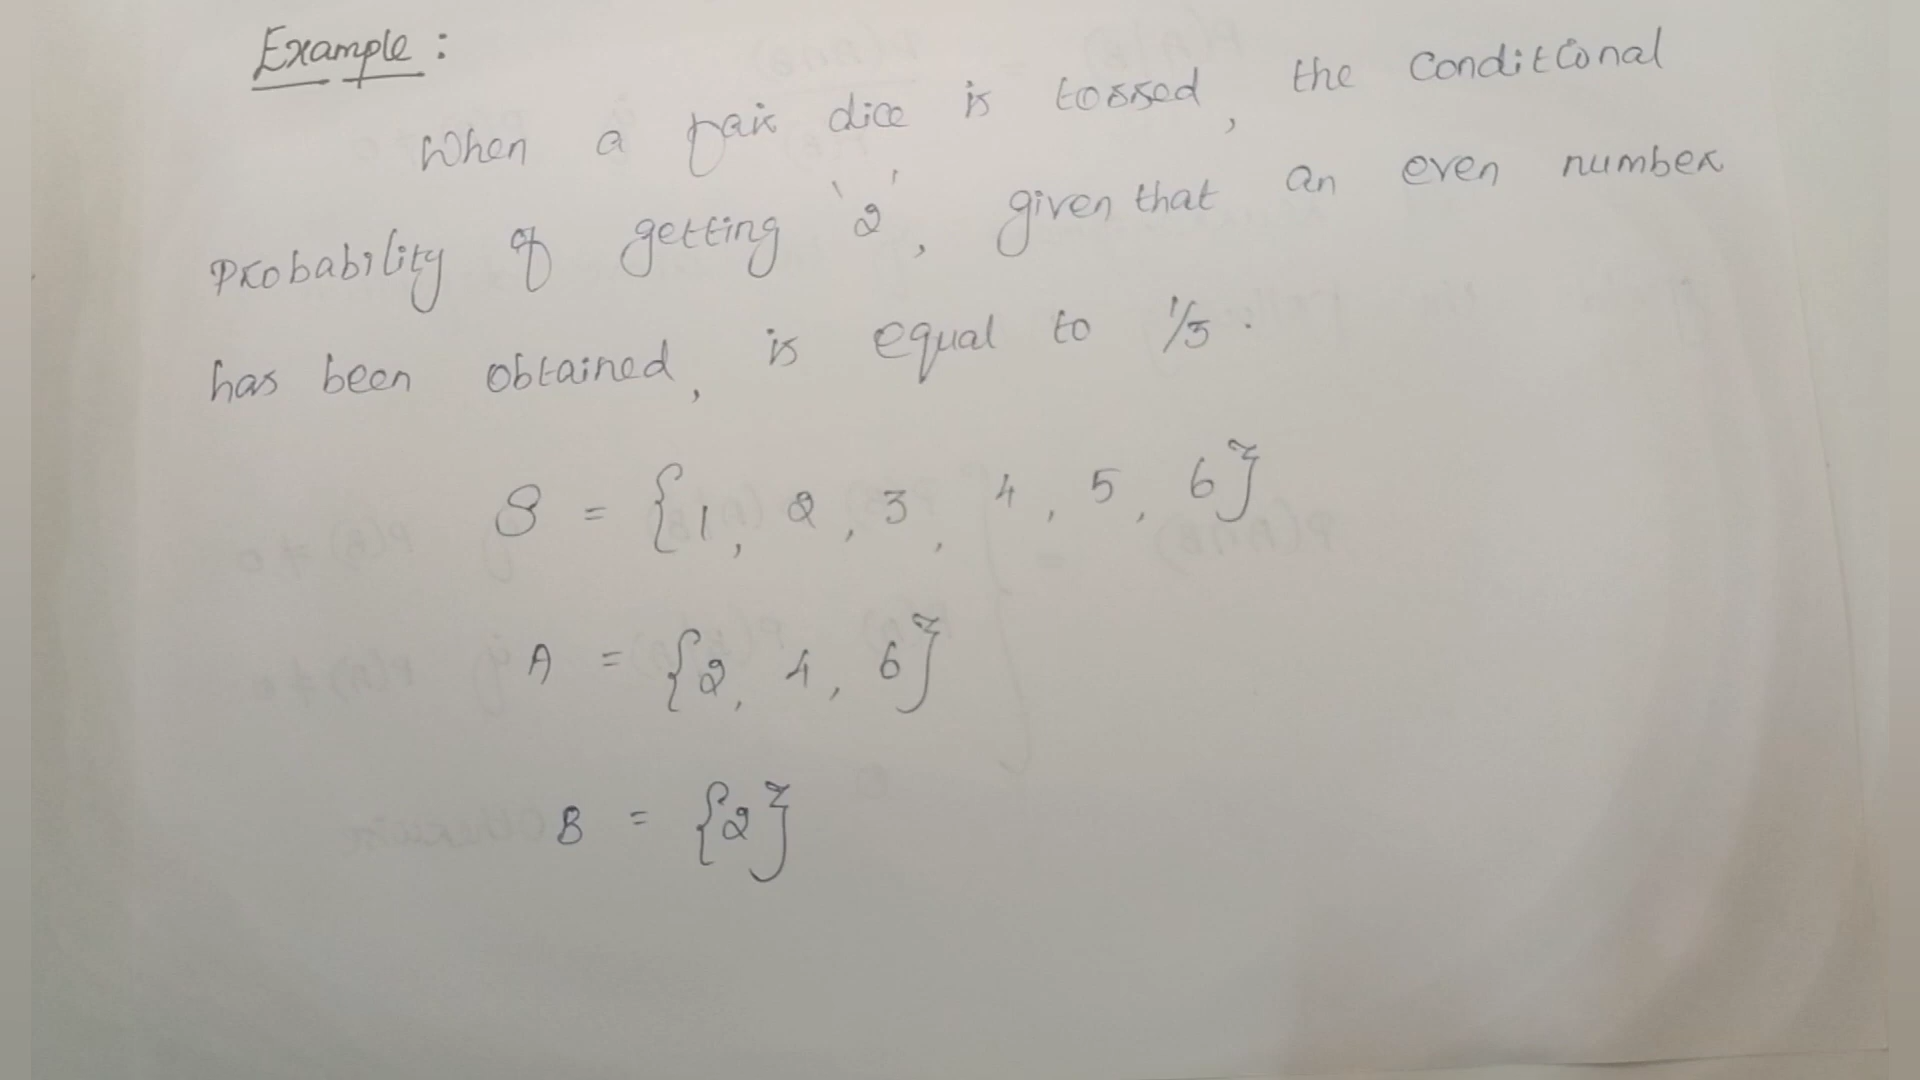 Example :
When a fair dice is tossed, the conditional
Probability of getting '2', given that an even number
has been obtained, is equal to 1/3.
S = {1, 2, 3, 4, 5, 6}
A = {2, 4, 6}
B = {2}